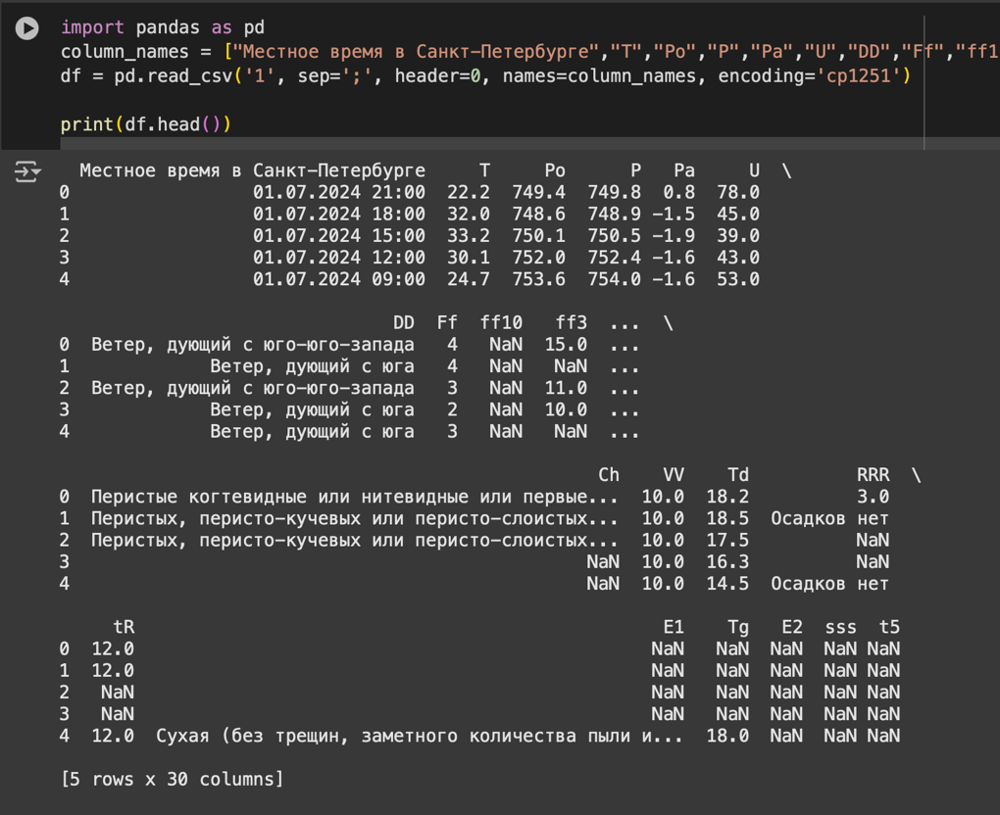 import pandas as pd
column_names = ["Местное время в Санкт-Петербурге","T","Po","P","Pa","U","DD","Ff","ff1
df = pd.read_csv('1', sep=';', header=0, names=column_names, encoding='cp1251')
print(df.head())
Местное время в Санкт-Петербурге T Po P Pa U \
0 01.07.2024 21:00 22.2 749.4 749.8 0.8 78.0
1 01.07.2024 18:00 32.0 748.6 748.9 -1.5 45.0
2 01.07.2024 15:00 33.2 750.1 750.5 -1.9 39.0
3 01.07.2024 12:00 30.1 752.0 752.4 -1.6 43.0
4 01.07.2024 09:00 24.7 753.6 754.0 -1.6 53.0
DD Ff ff10 ff3 ... \
0 Ветер, дующий с юго-юго-запада 4 NaN 15.0 ...
1 Ветер, дующий с юга 4 NaN NaN ...
2 Ветер, дующий с юго-юго-запада 3 NaN 11.0 ...
3 Ветер, дующий с юга 2 NaN 10.0 ...
4 Ветер, дующий с юга 3 NaN NaN ...
Ch VV Td RRR \
0 Перистые когтевидные или нитевидные или первые... 10.0 18.2 3.0
1 Перистых, перисто-кучевых или перисто-слоистых... 10.0 18.5 Осадков нет
2 Перистых, перисто-кучевых или перисто-слоистых... 10.0 17.5 NaN
3 NaN 10.0 16.3 NaN
4 NaN 10.0 14.5 Осадков нет
tR E1 Tg E2 sss t5
0 12.0 NaN NaN NaN NaN NaN
1 12.0 NaN NaN NaN NaN NaN
2 NaN NaN NaN NaN NaN NaN
3 NaN NaN NaN NaN NaN NaN
4 12.0 Сухая (без трещин, заметного количества пыли и... 18.0 NaN NaN NaN
[5 rows x 30 columns]